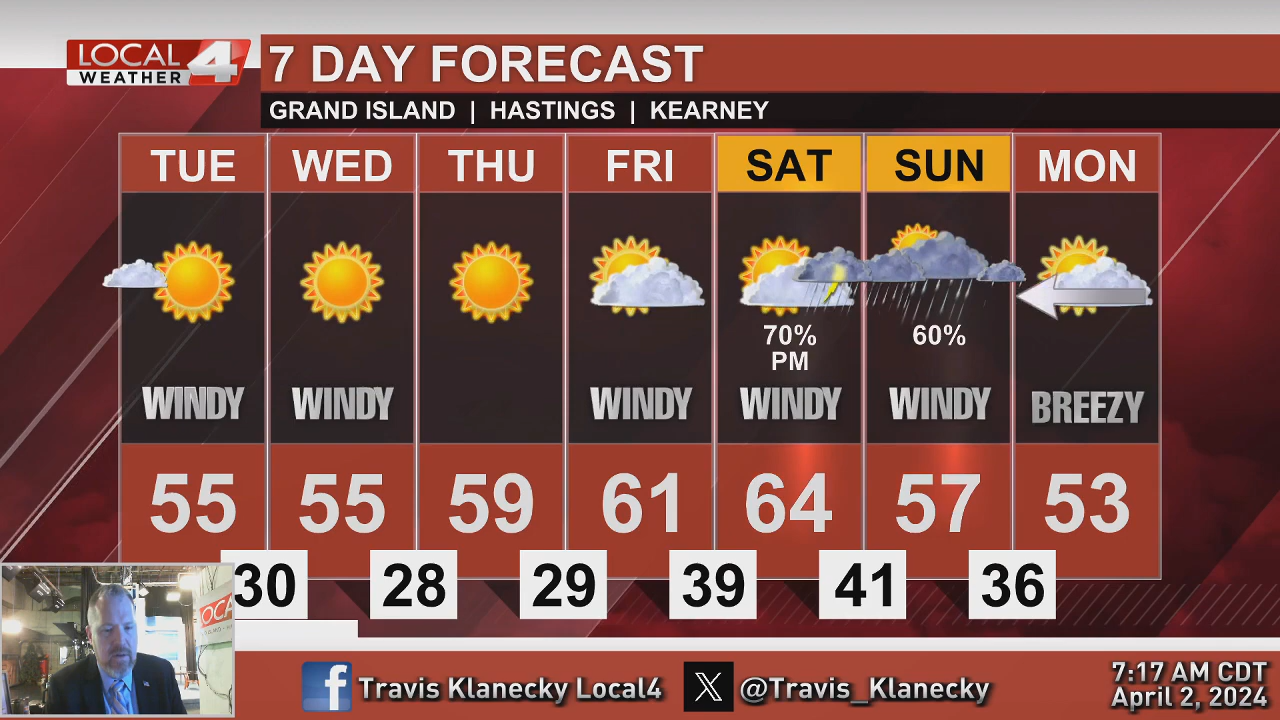 LOCAL 4
WEATHER
7 DAY FORECAST
GRAND ISLAND | HASTINGS | KEARNEY
TUE WED THU FRI SAT SUN MON
70% 60%
PM
WINDY WINDY WINDY WINDY WINDY BREEZY
55 55 59 61 64 57 53
30 28 29 39 41 36
LOCA
f Travis Klanecky Local4 X @Travis_Klanecky
7:17 AM CDT
April 2, 2024